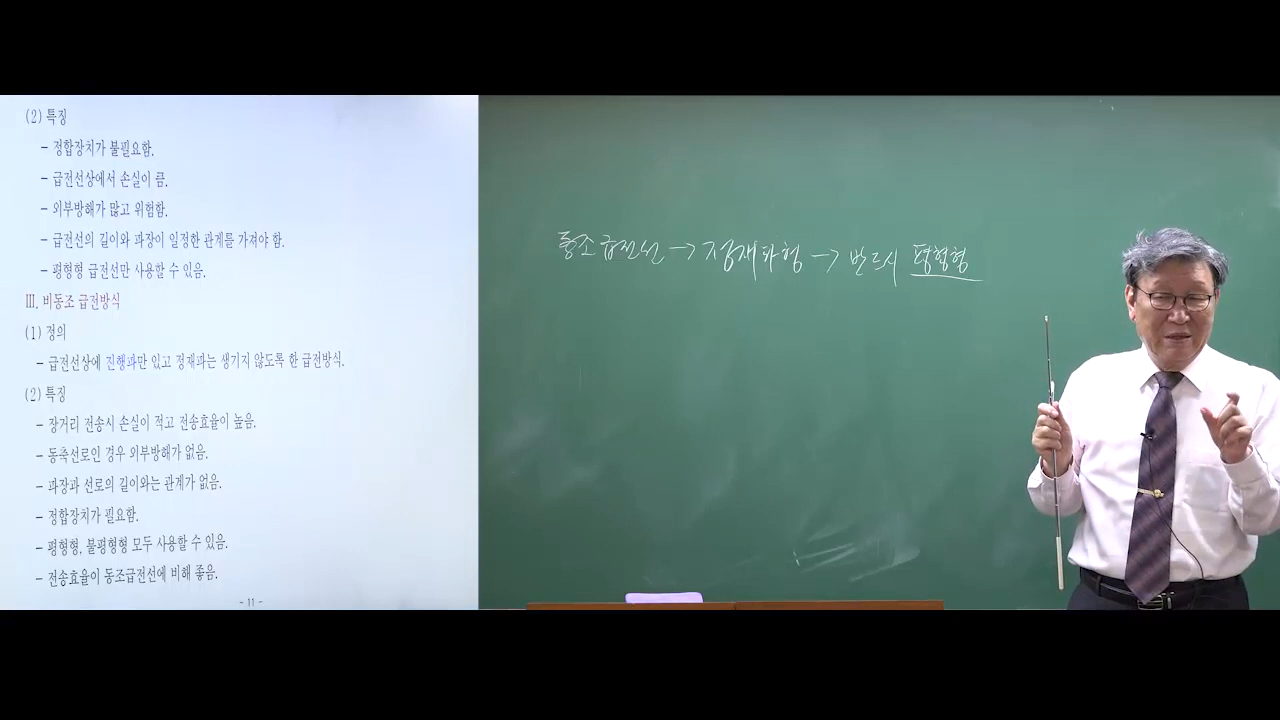 (2) 특징
- 정합장치가 불필요함.
- 급전선상에서 손실이 큼.
- 외부방해가 많고 위험함.
- 급전선의 길이와 파장이 일정한 관계를 가져야 함.
- 평형형 급전선만 사용할 수 있음.
Ⅲ. 비동조 급전방식
(1) 정의
- 급전선상에 진행파만 있고 정재파는 생기지 않도록 한 급전방식.
(2) 특징
- 장거리 전송시 손실이 적고 전송효율이 높음.
- 동축선로인 경우 외부방해가 없음.
- 파장과 선로의 길이와는 관계가 없음.
- 정합장치가 필요함.
- 평형형, 불평형형 모두 사용할 수 있음.
- 전송효율이 동조급전선에 비해 좋음.
- 11 -
동조 급전선 → 정재파형 → 반드시 평형형